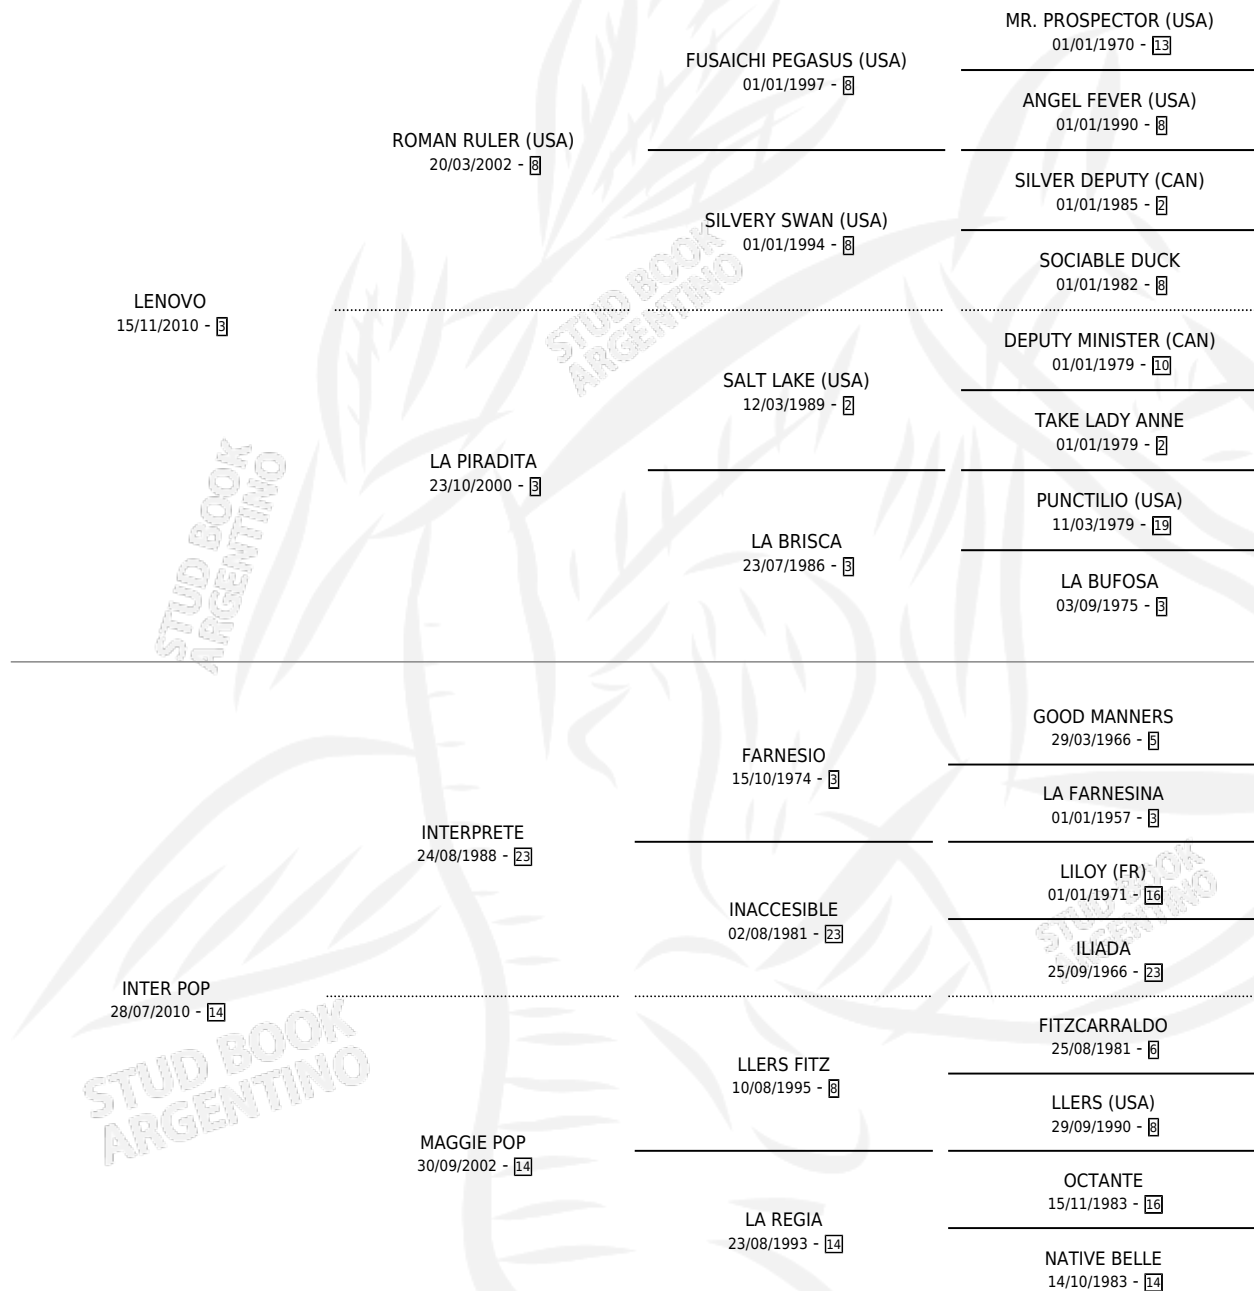 MR. PROSPECTOR (USA)
01/01/1970 - 13
FUSAICHI PEGASUS (USA)
01/01/1997 - 8
ANGEL FEVER (USA)
01/01/1990 - 8
ROMAN RULER (USA)
20/03/2002 - 8
SILVER DEPUTY (CAN)
01/01/1985 - 2
SILVERY SWAN (USA)
01/01/1994 - 8
SOCIABLE DUCK
01/01/1982 - 8
LENOVO
15/11/2010 - 3
DEPUTY MINISTER (CAN)
01/01/1979 - 10
SALT LAKE (USA)
12/03/1989 - 2
TAKE LADY ANNE
01/01/1979 - 2
LA PIRADITA
23/10/2000 - 3
PUNCTILIO (USA)
11/03/1979 - 19
LA BRISCA
23/07/1986 - 3
LA BUFOSA
03/09/1975 - 3
GOOD MANNERS
29/03/1966 - 5
FARNESIO
15/10/1974 - 3
LA FARNESINA
01/01/1957 - 3
INTERPRETE
24/08/1988 - 23
LILOY (FR)
01/01/1971 - 16
INACCESIBLE
02/08/1981 - 23
ILIADA
25/09/1966 - 23
INTER POP
28/07/2010 - 14
FITZCARRALDO
25/08/1981 - 6
LLERS FITZ
10/08/1995 - 8
LLERS (USA)
29/09/1990 - 8
MAGGIE POP
30/09/2002 - 14
OCTANTE
15/11/1983 - 16
LA REGIA
23/08/1993 - 14
NATIVE BELLE
14/10/1983 - 14
STUD BOOK
ARGENTINO
STUD BOOK
ARGENTINO
STUD BOOK
ARGENTINO
STUD BOOK
ARGENTINO